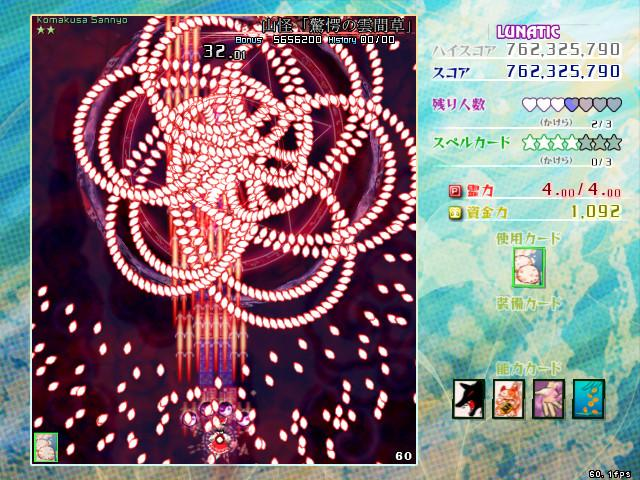 Komakusa Sannyo
山怪「驚愕の雲間草」
Bonus 5656200 History 00/00
32.01
LUNATIC
ハイスコア 762,325,790
スコア 762,325,790
残り人数
(かけら) 2/3
スペルカード
(かけら) 0/3
P 霊力 4.00/4.00
資金力 1,092
使用カード
装備カード
能力カード
60
60.1fps